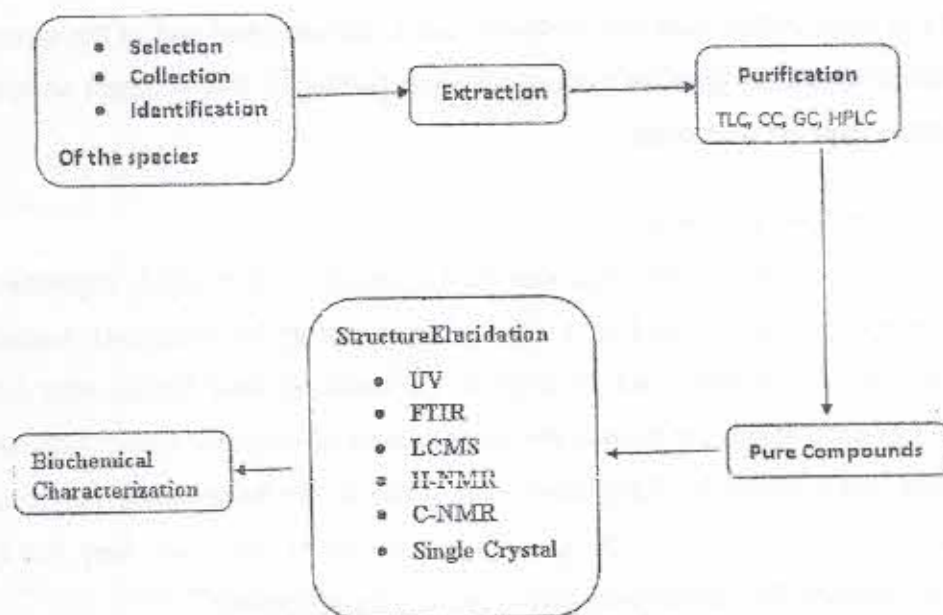 • Selection
• Collection
• Identification
Of the species
Extraction
Purification
TLC, CC, GC, HPLC
Pure Compounds
StructureElucidation
• UV
• FTIR
• LCMS
• H-NMR
• C-NMR
• Single Crystal
Biochemical
Characterization